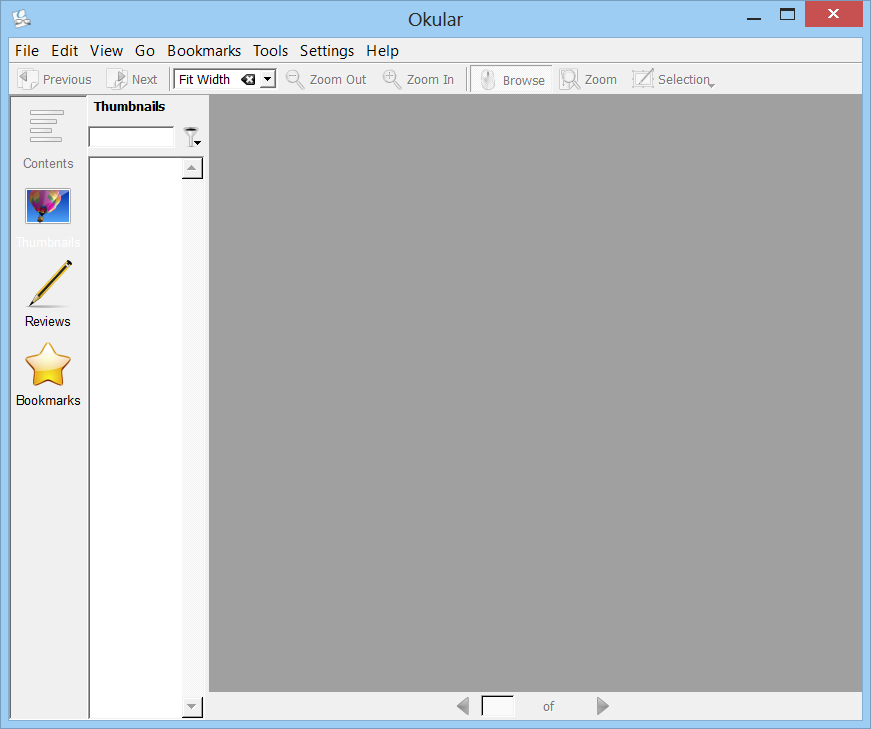 Okular
File Edit View Go Bookmarks Tools Settings Help
Previous Next Fit Width Zoom Out Zoom In Browse Zoom Selection
Thumbnails
Contents
Thumbnails
Reviews
Bookmarks
of